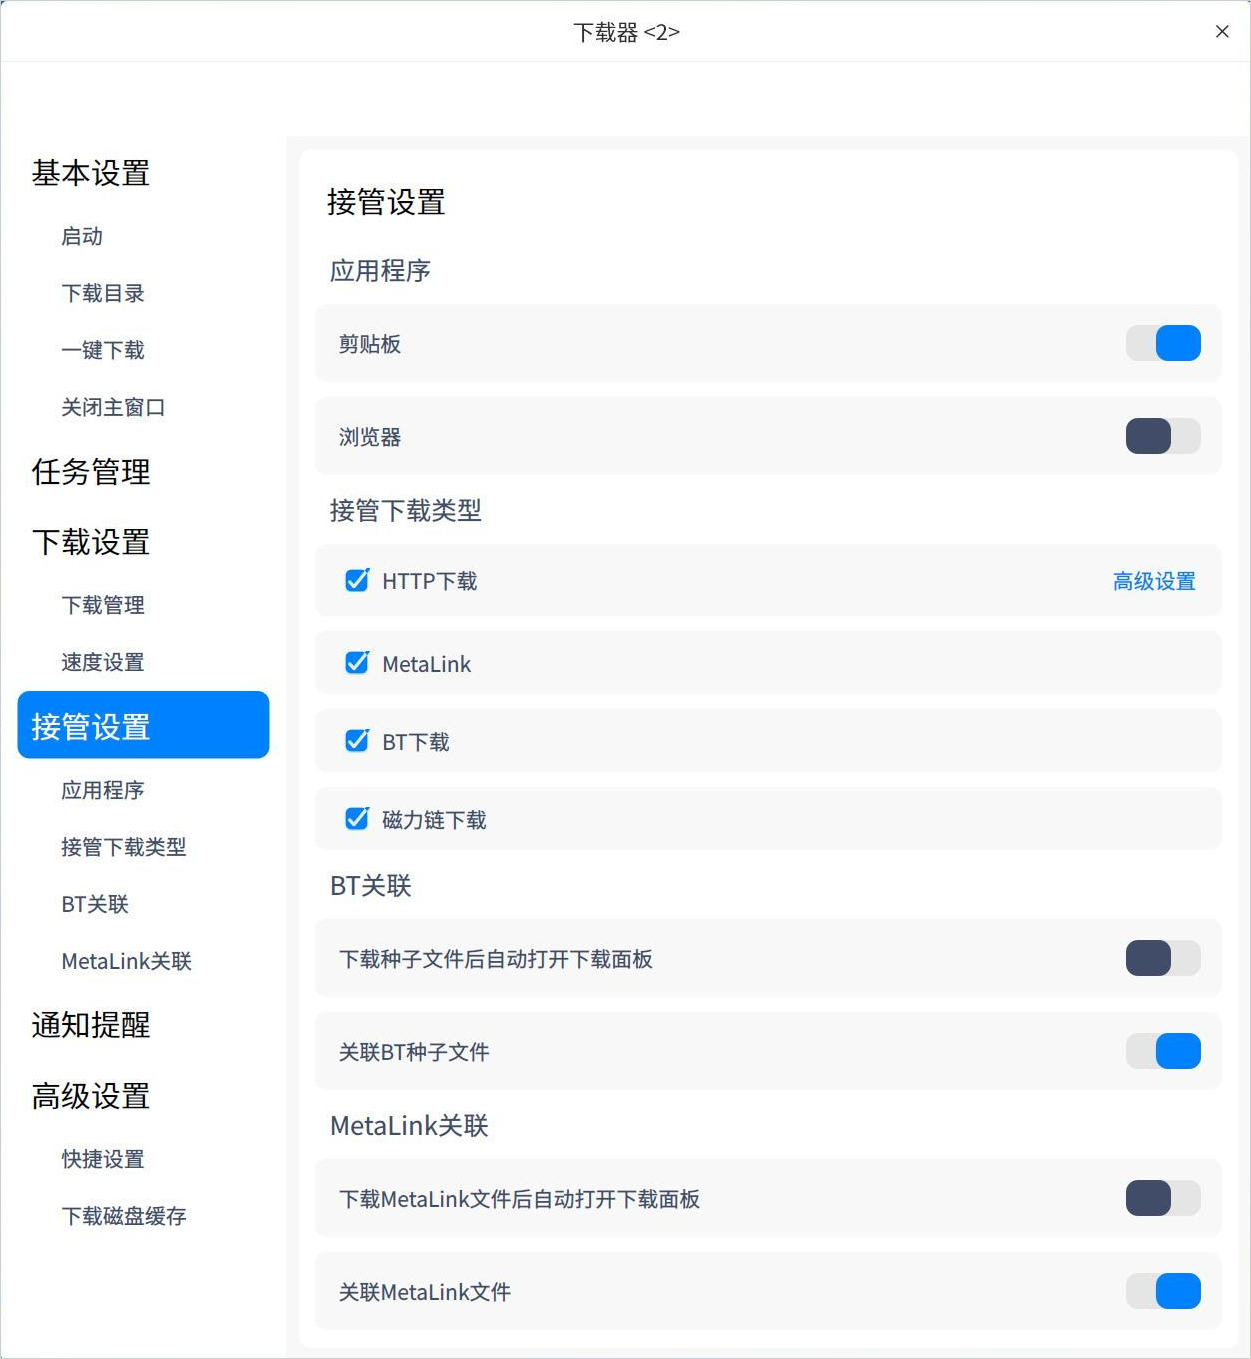 下载器 <2>
基本设置
启动
下载目录
一键下载
关闭主窗口
任务管理
下载设置
下载管理
速度设置
接管设置
应用程序
接管下载类型
BT关联
MetaLink关联
通知提醒
高级设置
快捷设置
下载磁盘缓存
接管设置
应用程序
剪贴板
浏览器
接管下载类型
HTTP下载
高级设置
MetaLink
BT下载
磁力链下载
BT关联
下载种子文件后自动打开下载面板
关联BT种子文件
MetaLink关联
下载MetaLink文件后自动打开下载面板
关联MetaLink文件